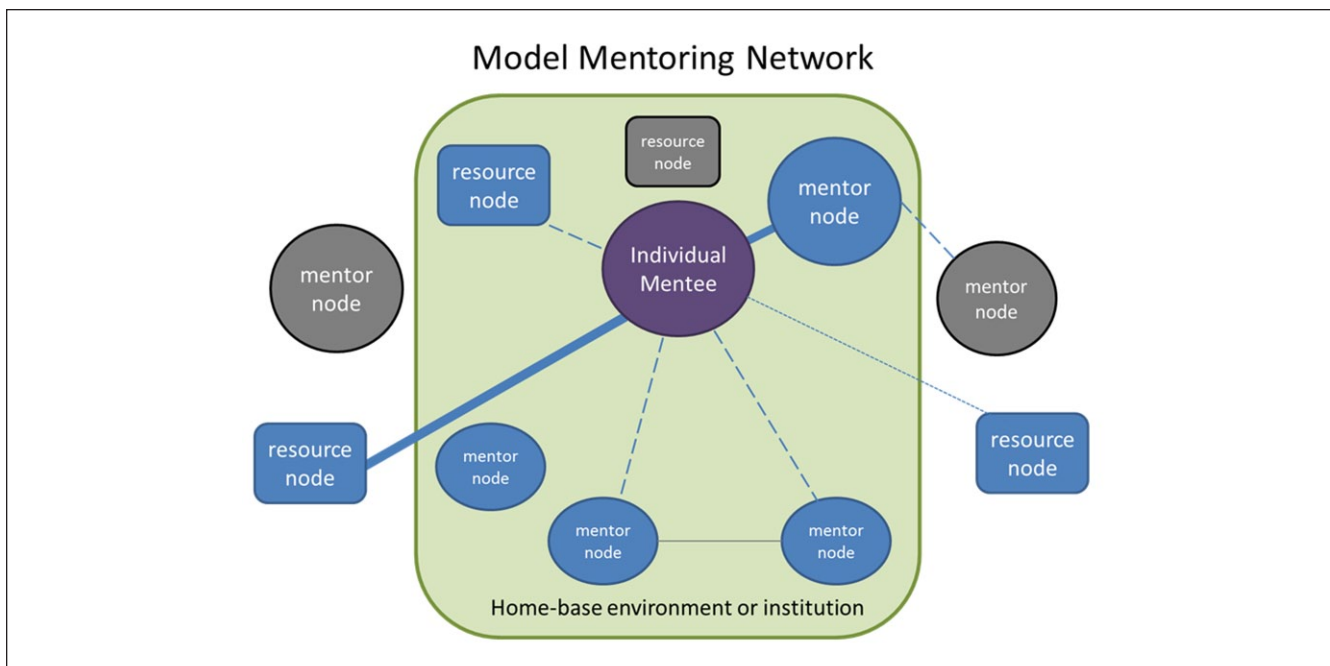 Model Mentoring Network
resource
node
resource
node
mentor
node
Individual
Mentee
mentor
node
mentor
node
resource
node
mentor
node
resource
node
mentor
node
mentor
node
Home-base environment or institution